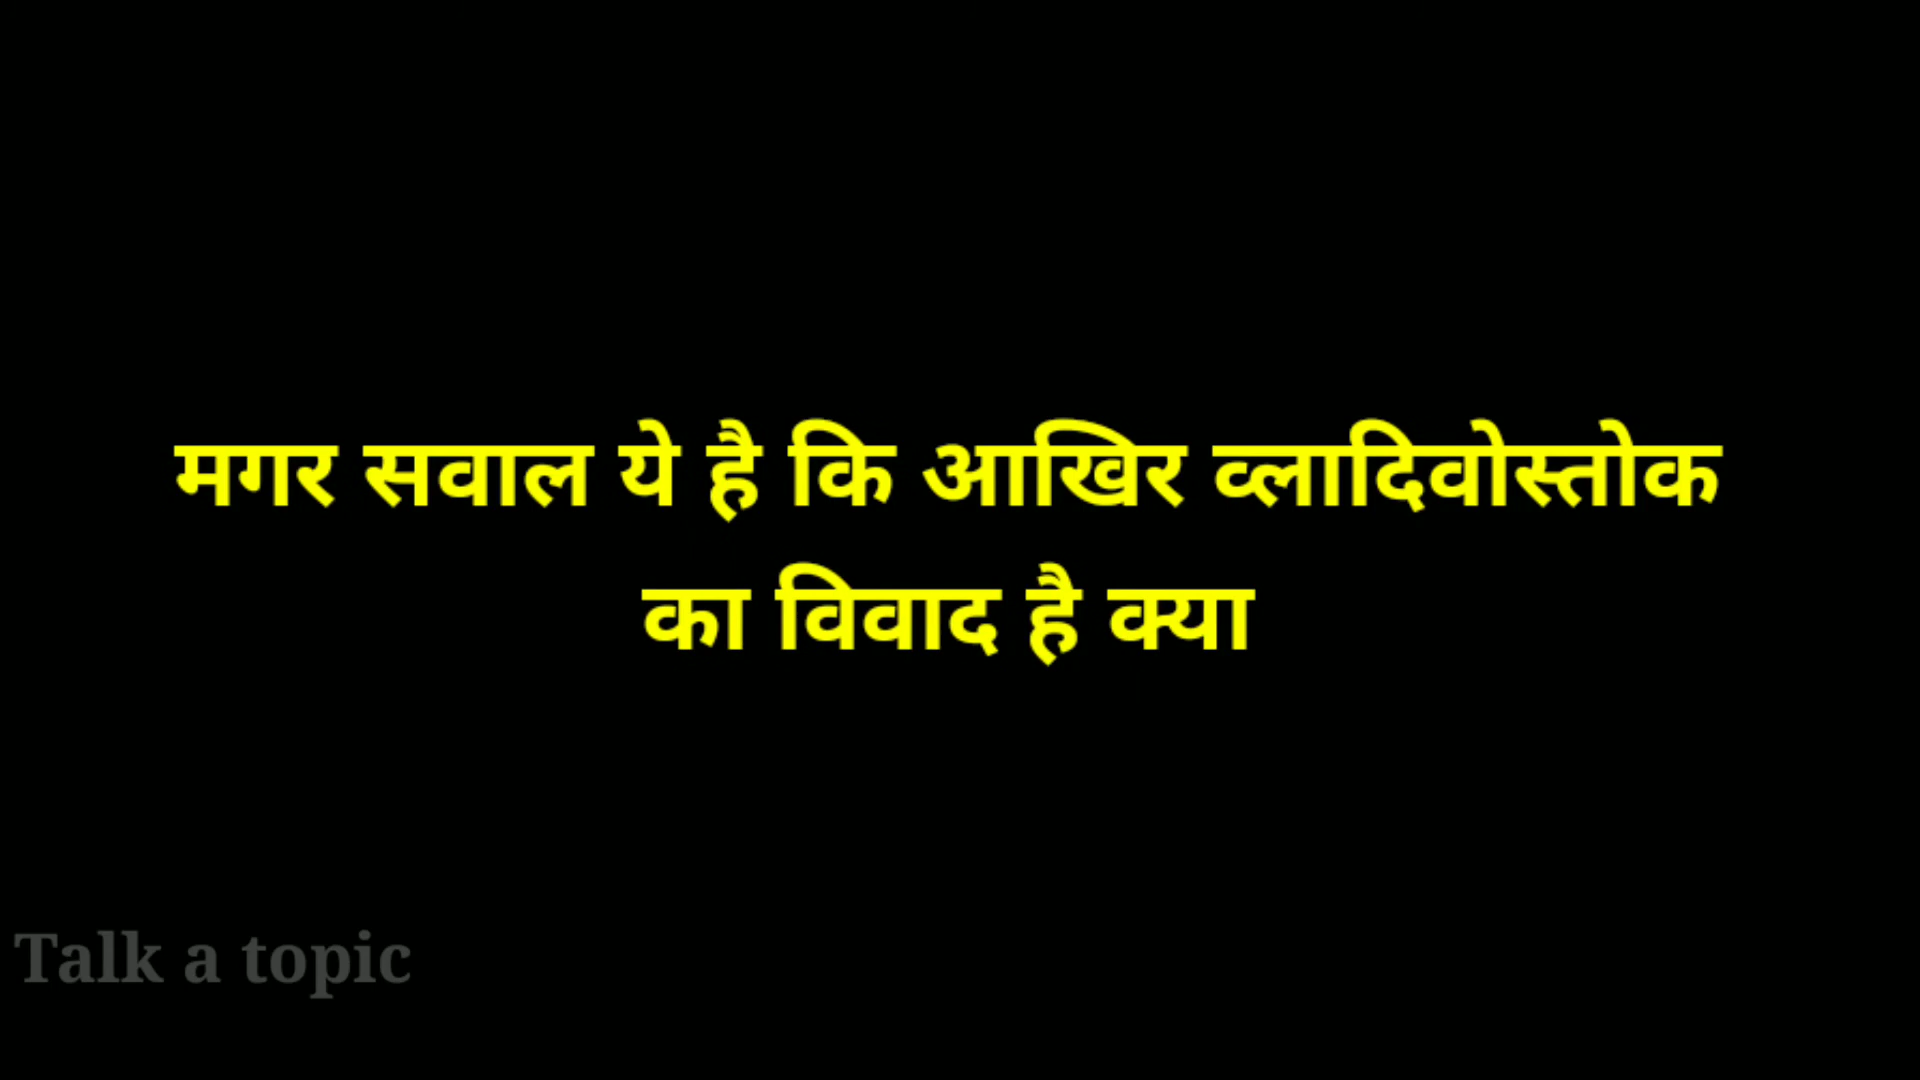 मगर सवाल ये है कि आखिर व्लादिवोस्तोक
का विवाद है क्या
Talk a topic